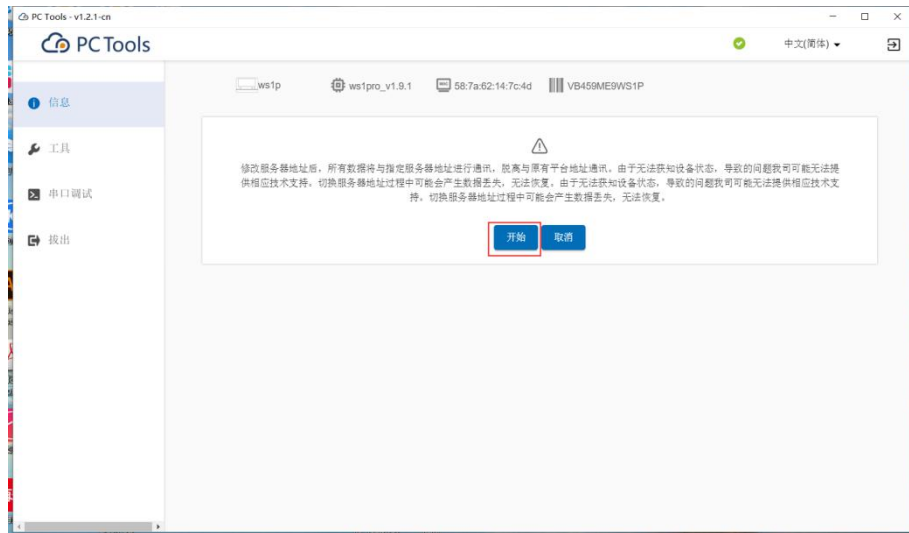 PC Tools - v1.2.1-cn
PC Tools
中文(简体)
ws1p
ws1pro_v1.9.1
58:7a:62:14:7c:4d
VB459ME9WS1P
信息
工具
串口调试
拔出
修改服务器地址后，所有数据将与指定服务器地址进行通讯，脱离与原有平台地址通讯，由于无法获知设备状态，导致的问题我司可能无法提
供相应技术支持。切换服务器地址过程中可能会产生数据丢失，无法恢复。由于无法获知设备状态，导致的问题我司可能无法提供相应技术支
持。切换服务器地址过程中可能会产生数据丢失，无法恢复。
开始
取消